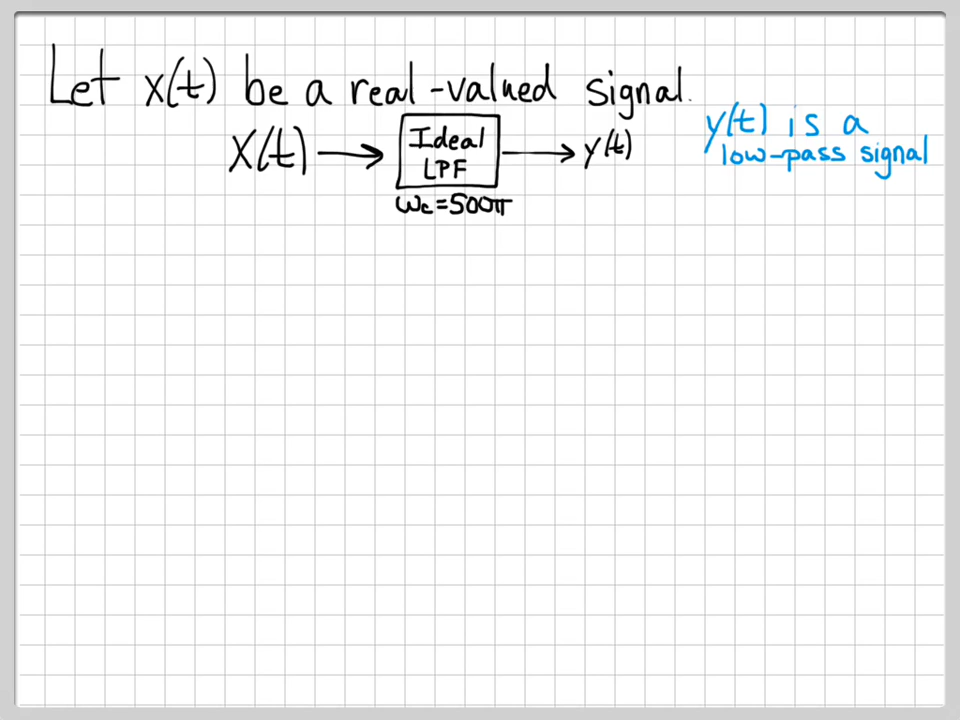 Let x(t) be a real-valued signal.
X(t) → Ideal LPF → y(t)
ωc = 500π
y(t) is a
low-pass signal